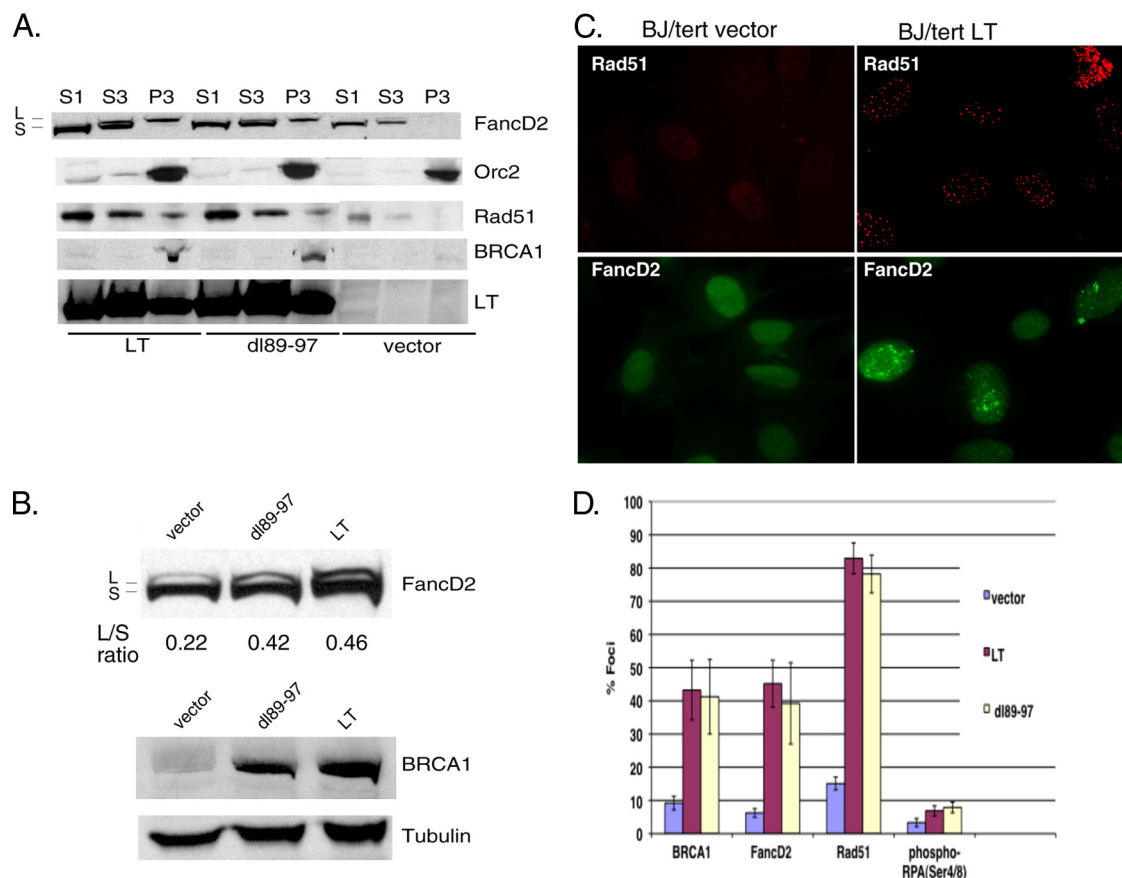 A.
S1 S3 P3 S1 S3 P3 S1 S3 P3
L
S
FancD2
Orc2
Rad51
BRCA1
LT
LT dl89-97 vector
B.
vector dl89-97 LT
L
S
FancD2
L/S ratio 0.22 0.42 0.46
vector dl89-97 LT
BRCA1
Tubulin
C.
BJ/tert vector BJ/tert LT
Rad51 Rad51
FancD2 FancD2
D.
100
90
80
70
60
50
40
30
20
10
0
% Foci
BRCA1 FancD2 Rad51 phospho-
RPA(Ser4/8)
vector
LT
dl89-97